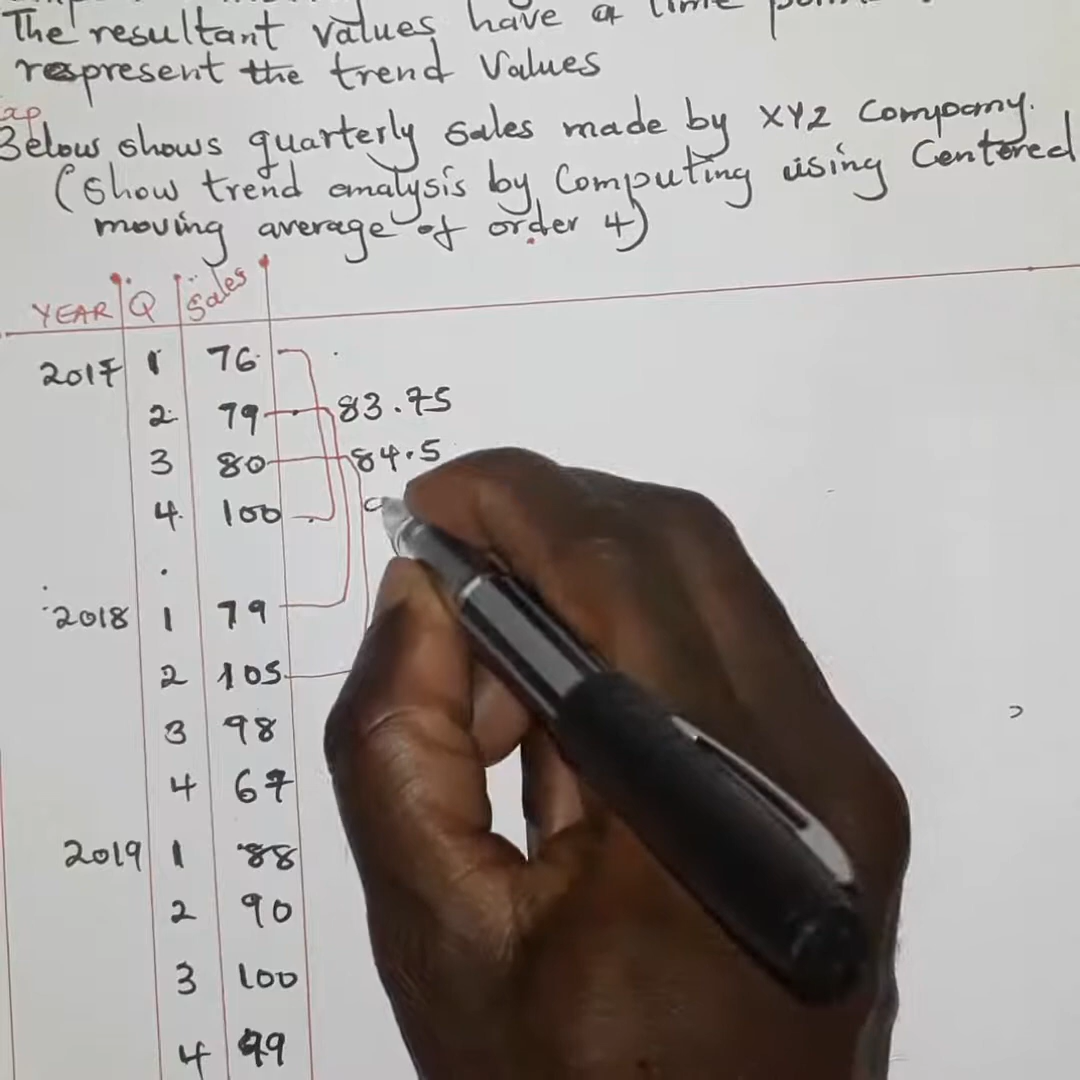 The resultant values have a time
respresent the trend Values
Below shows quarterly sales made by XYZ Company.
(Show trend analysis by Computing using Centered
moving average of order 4)
YEAR Q Sales
2017 1 76
2 79 83.75
3 80 84.5
4 100
2018 1 79
2 105
3 98
4 67
2019 1 88
2 90
3 100
4 99